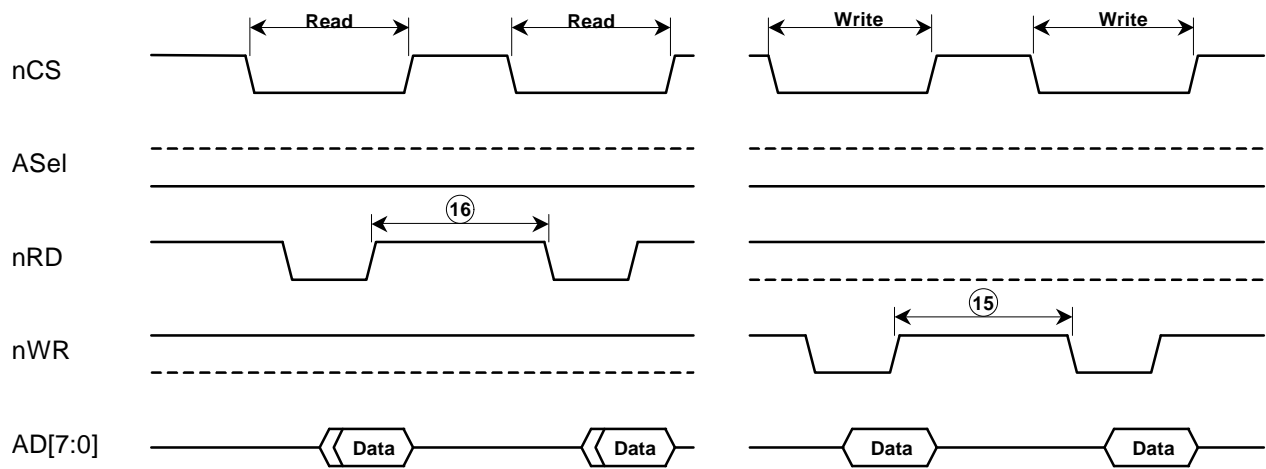 Read Read Write Write
nCS
ASel
16
nRD
15
nWR
AD[7:0] Data Data Data Data